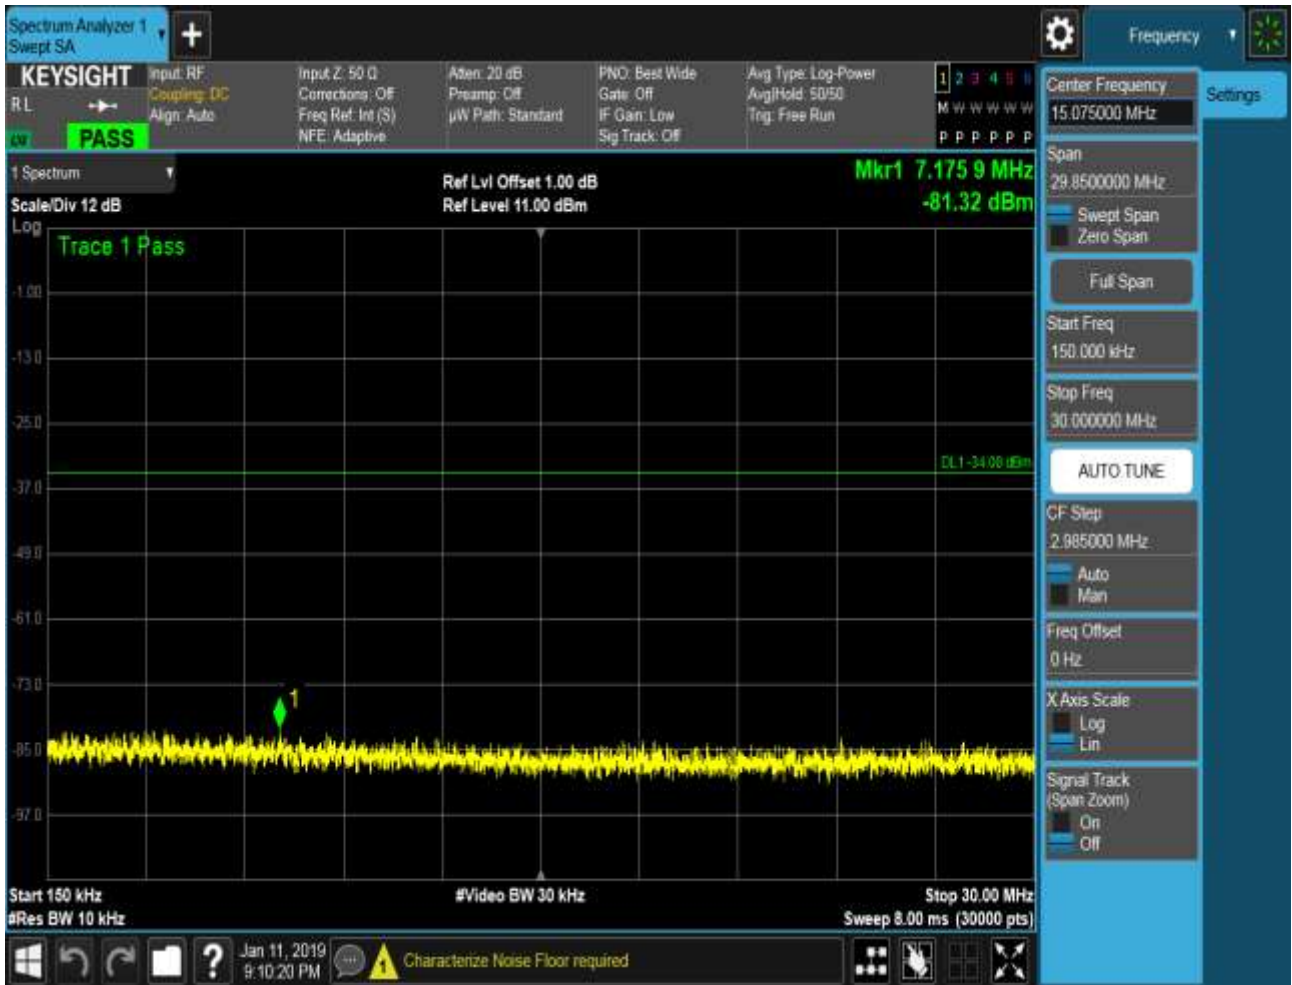 Spectrum Analyzer 1
Swept SA
Frequency
KEYSIGHT
RL
PASS
Input: RF
Coupling: DC
Align: Auto
Input Z: 50 Ω
Corrections: Off
Freq Ref: Int (S)
NFE: Adaptive
Atten: 20 dB
Preamp: Off
µW Path: Standard
PNO: Best Wide
Gate: Off
IF Gain: Low
Sig Track: Off
Avg Type: Log-Power
Avg|Hold: 50/50
Trig: Free Run
1 2 3 4 5 6
M W W W W W
P P P P P P
1 Spectrum
Scale/Div 12 dB
Log
Ref Lvl Offset 1.00 dB
Ref Level 11.00 dBm
Mkr1 7.175 9 MHz
-81.32 dBm
Trace 1 Pass
-1.00
-13.0
-25.0
-37.0
-49.0
-61.0
-73.0
-85.0
-97.0
DL1 -34.08 dBm
1
Start 150 kHz
#Res BW 10 kHz
#Video BW 30 kHz
Stop 30.00 MHz
Sweep 8.00 ms (30000 pts)
Center Frequency
15.075000 MHz
Settings
Span
29.8500000 MHz
Swept Span
Zero Span
Full Span
Start Freq
150.000 kHz
Stop Freq
30.000000 MHz
AUTO TUNE
CF Step
2.985000 MHz
Auto
Man
Freq Offset
0 Hz
X Axis Scale
Log
Lin
Signal Track
(Span Zoom)
On
Off
?
Jan 11, 2019
9:10:20 PM
1
Characterize Noise Floor required